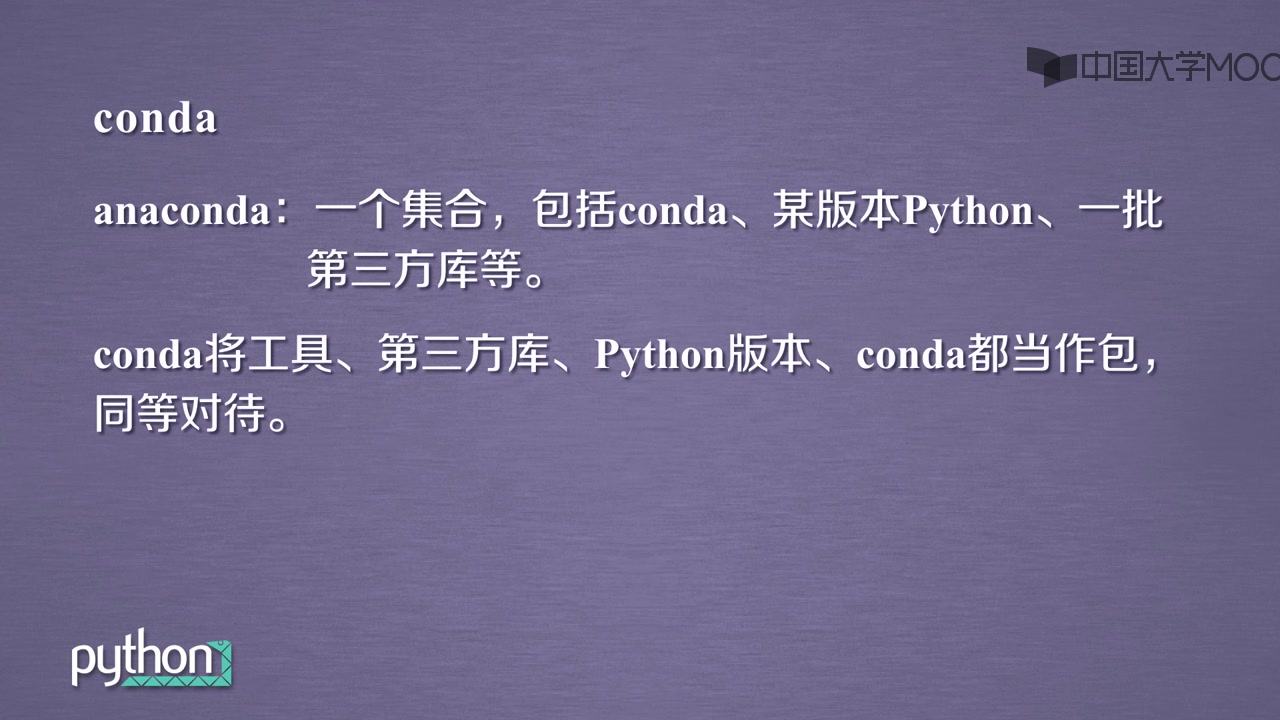 中国大学MOO
conda
anaconda：一个集合，包括conda、某版本Python、一批
第三方库等。
conda将工具、第三方库、Python版本、conda都当作包，
同等对待。
python